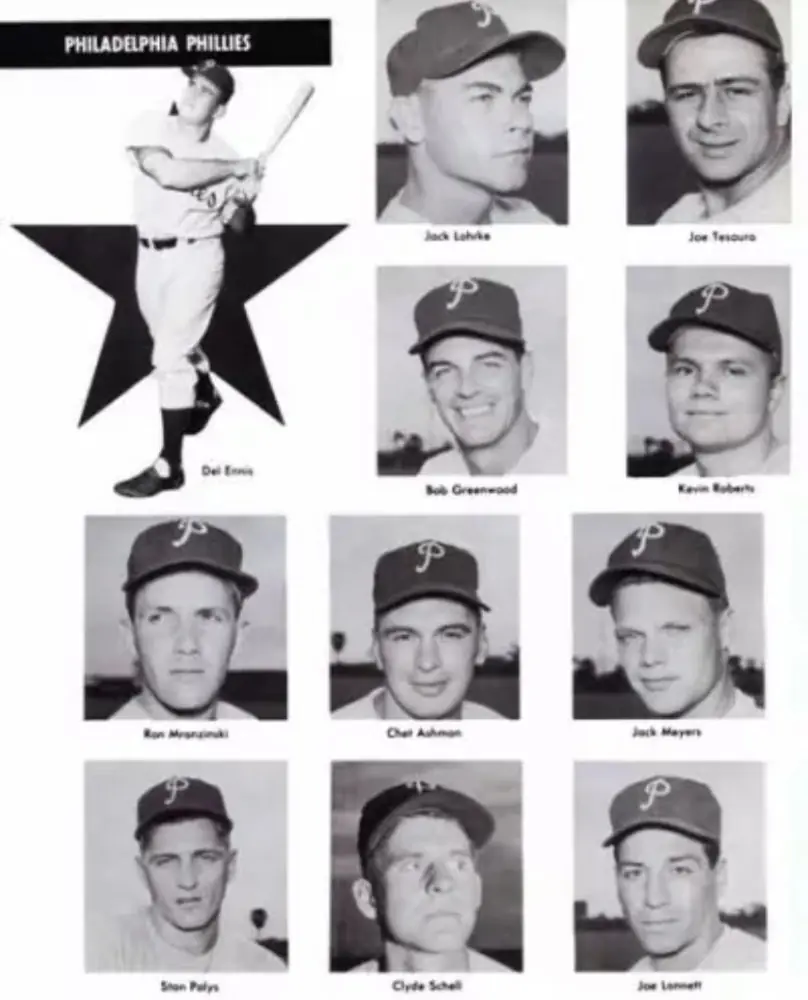 PHILADELPHIA PHILLIES
Jack Lohrke
Joe Tesauro
Del Ennis
Bob Greenwood
Kevin Roberts
Ron Mrozinski
Chet Ashman
Jack Meyers
Stan Palys
Clyde Schell
Joe Lonnett